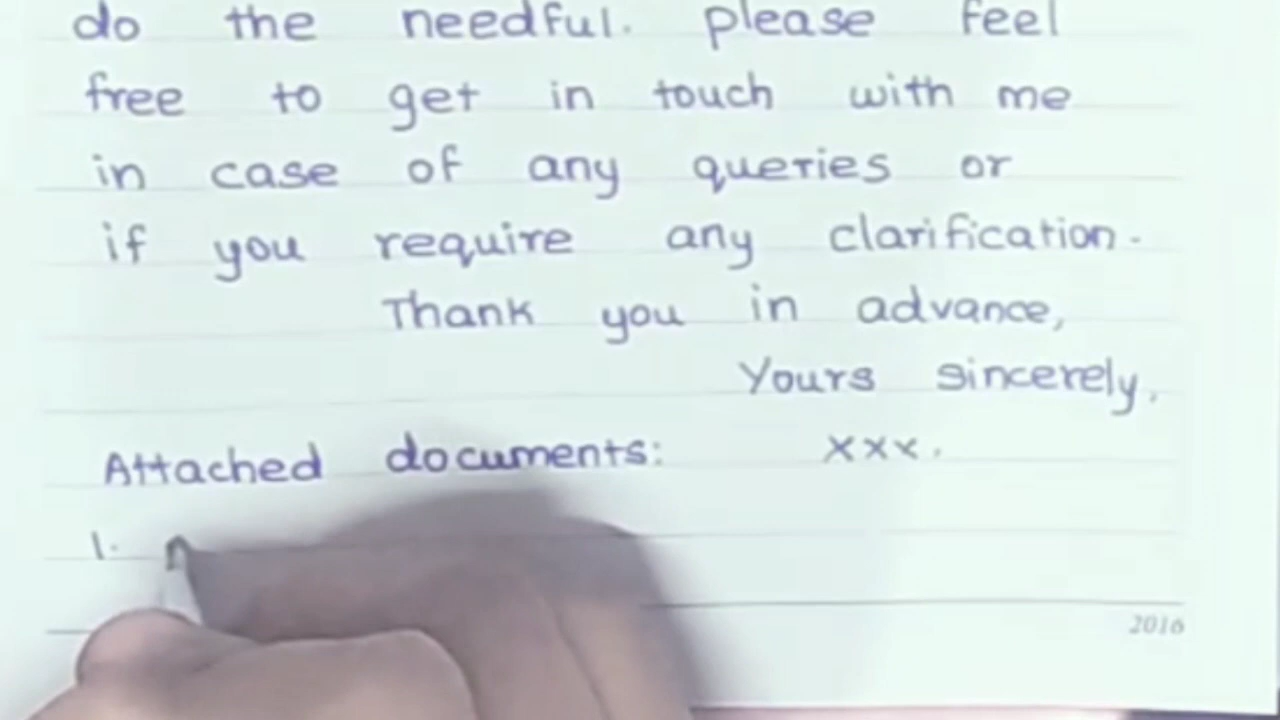 do the needful. please feel
free to get in touch with me
in case of any queries or
if you require any clarification.
Thank you in advance,
Yours sincerely,
Attached documents: xxx.
1.
2016